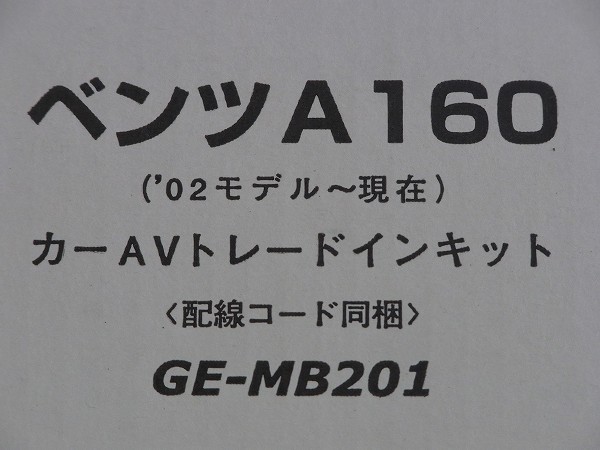 ベンツA160
('02モデル〜現在)
カーAVトレードインキット
〈配線コード同梱〉
GE-MB201